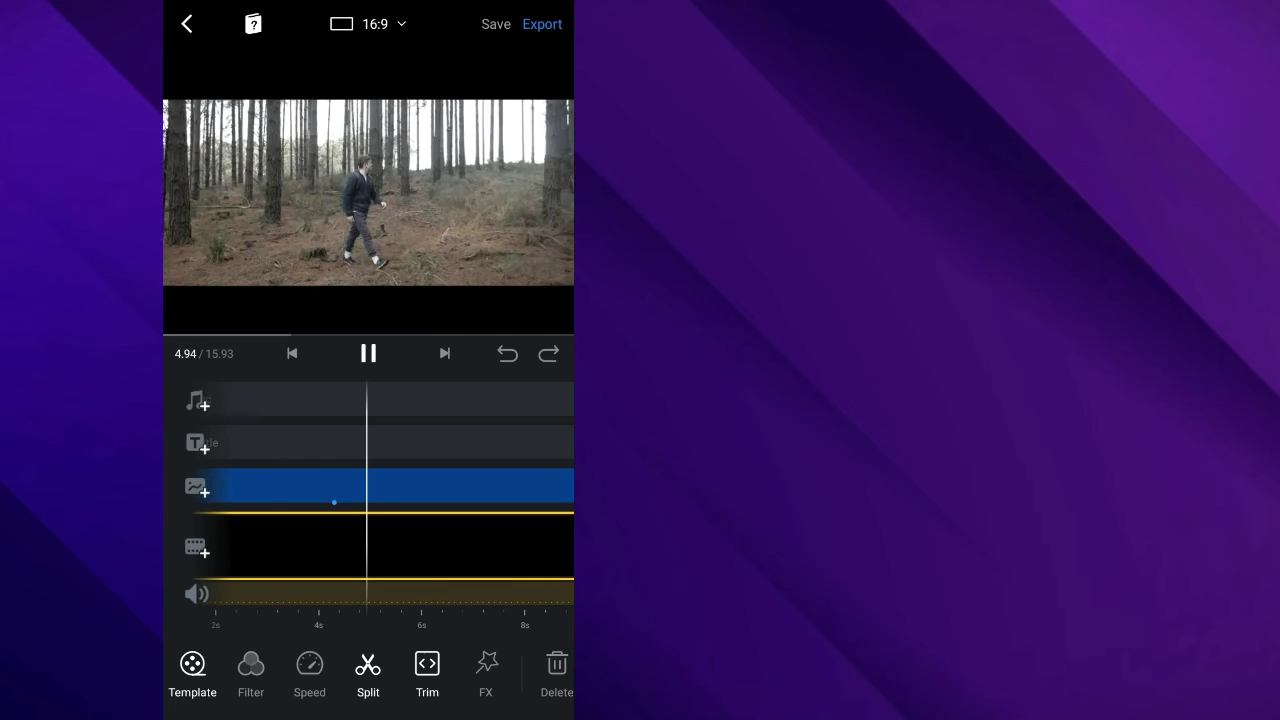 16:9
Save
Export
4.94 / 15.93
tle
2s
4s
6s
8s
Template
Filter
Speed
Split
Trim
FX
Delete